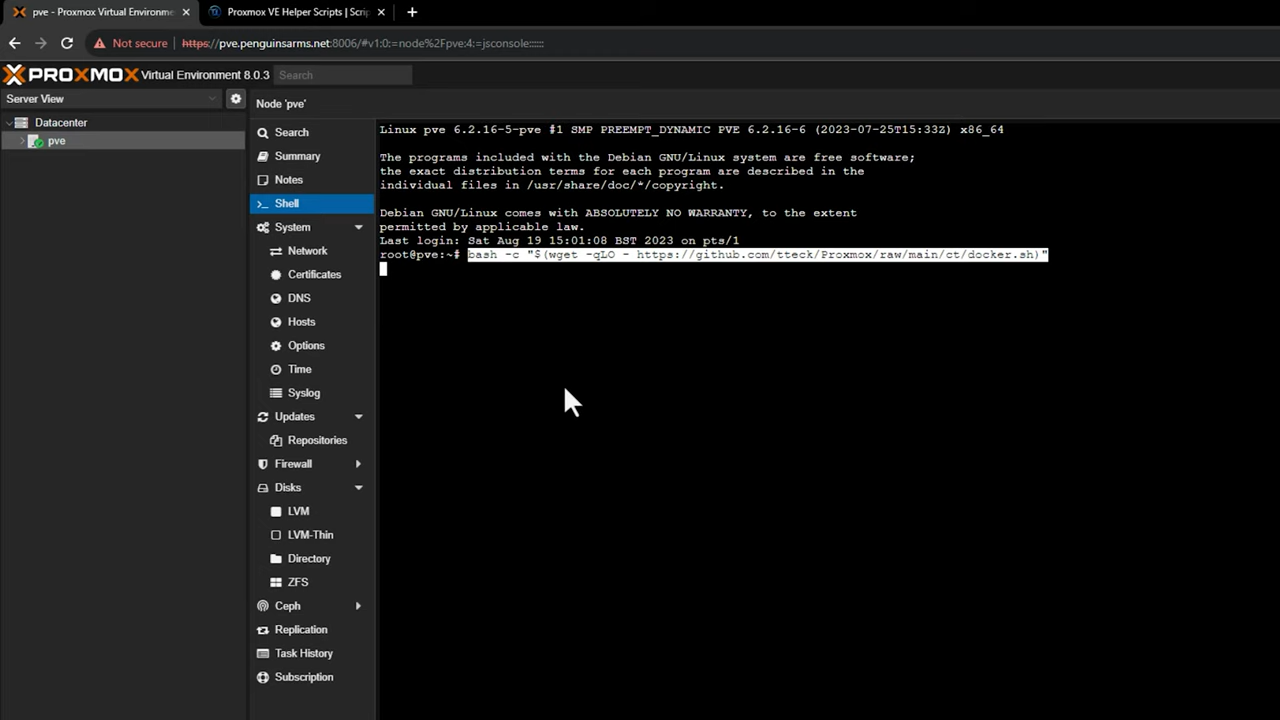 pve - Proxmox Virtual Environme
Proxmox VE Helper Scripts | Scrip
Not secure
https://pve.penguinsarms.net:8006/#v1:0:=node%2Fpve:4:=jsconsole::::::
PROXMOX Virtual Environment 8.0.3 Search
Server View
Node 'pve'
Datacenter
pve
Search
Summary
Notes
Shell
System
Network
Certificates
DNS
Hosts
Options
Time
Syslog
Updates
Repositories
Firewall
Disks
LVM
LVM-Thin
Directory
ZFS
Ceph
Replication
Task History
Subscription
Linux pve 6.2.16-5-pve #1 SMP PREEMPT_DYNAMIC PVE 6.2.16-6 (2023-07-25T15:33Z) x86_64
The programs included with the Debian GNU/Linux system are free software;
the exact distribution terms for each program are described in the
individual files in /usr/share/doc/*/copyright.
Debian GNU/Linux comes with ABSOLUTELY NO WARRANTY, to the extent
permitted by applicable law.
Last login: Sat Aug 19 15:01:08 BST 2023 on pts/1
root@pve:~# bash -c "$(wget -qLO - https://github.com/tteck/Proxmox/raw/main/ct/docker.sh)"